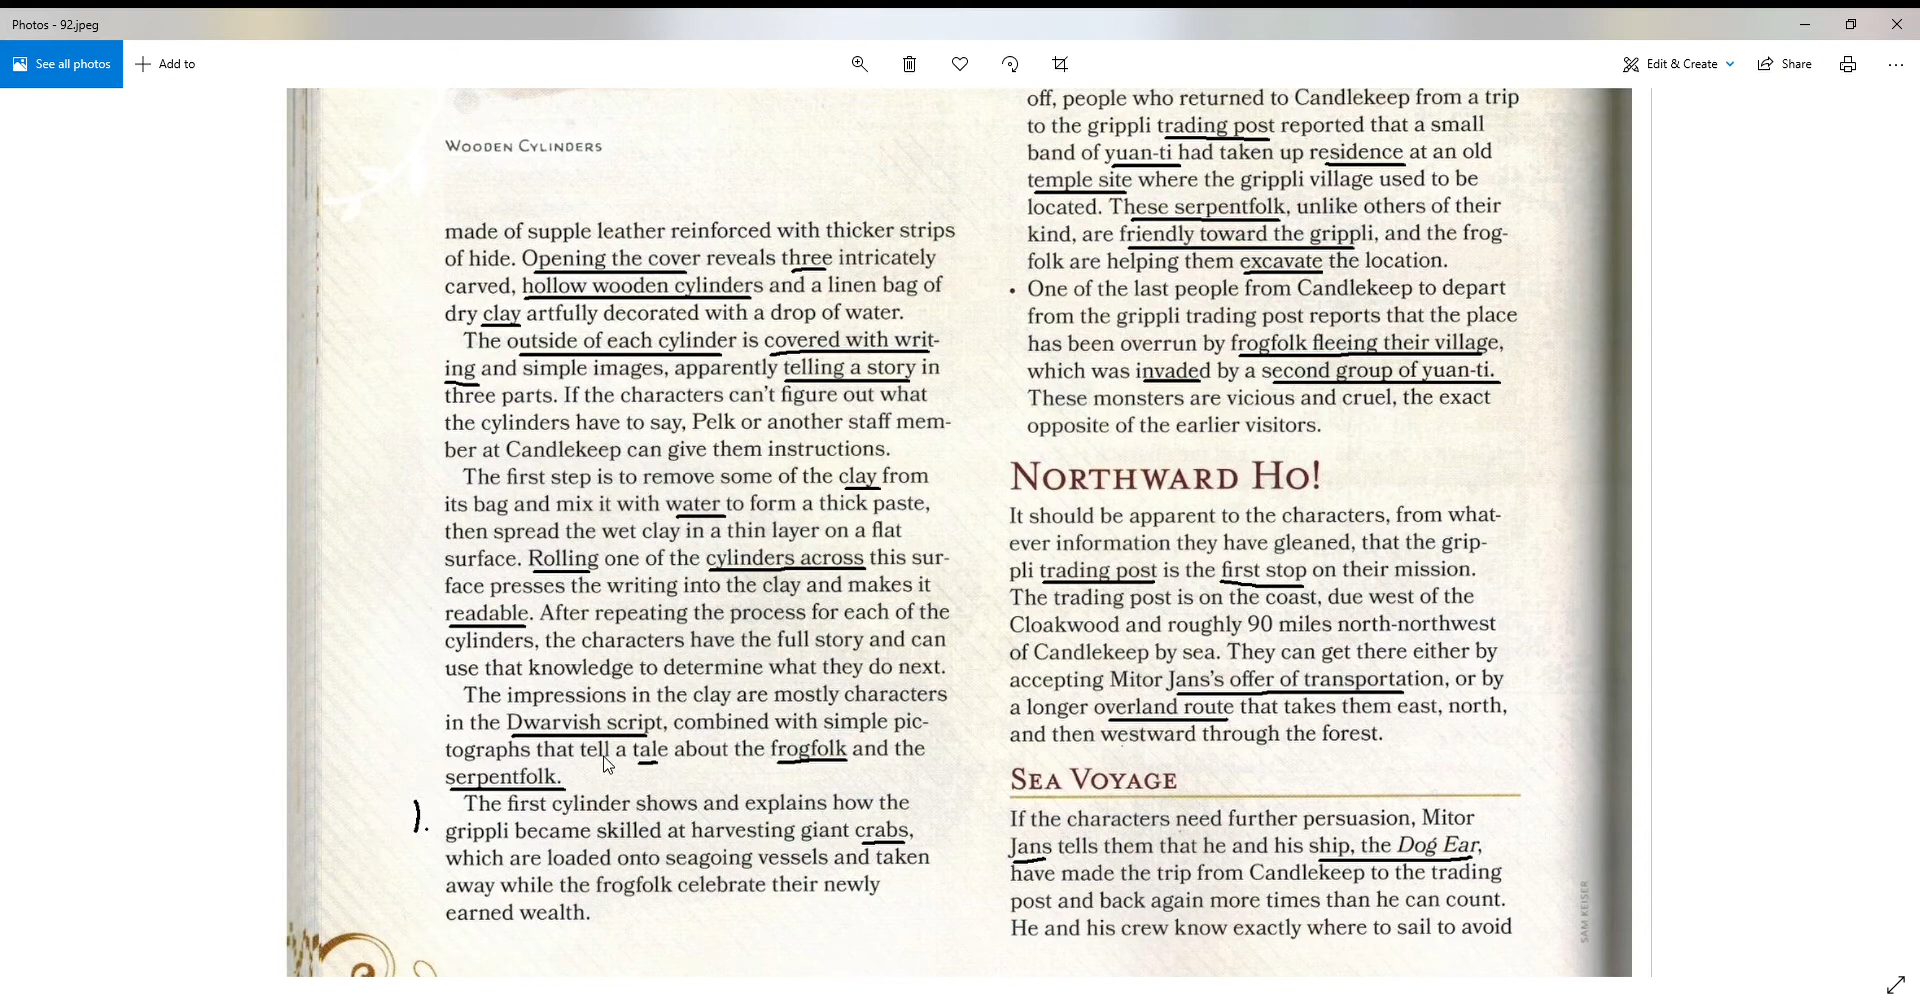 Photos - 92.jpeg
See all photos
Add to
Edit & Create
Share
WOODEN CYLINDERS
made of supple leather reinforced with thicker strips
of hide. Opening the cover reveals three intricately
carved, hollow wooden cylinders and a linen bag of
dry clay artfully decorated with a drop of water.
The outside of each cylinder is covered with writ-
ing and simple images, apparently telling a story in
three parts. If the characters can't figure out what
the cylinders have to say, Pelk or another staff mem-
ber at Candlekeep can give them instructions.
The first step is to remove some of the clay from
its bag and mix it with water to form a thick paste,
then spread the wet clay in a thin layer on a flat
surface. Rolling one of the cylinders across this sur-
face presses the writing into the clay and makes it
readable. After repeating the process for each of the
cylinders, the characters have the full story and can
use that knowledge to determine what they do next.
The impressions in the clay are mostly characters
in the Dwarvish script, combined with simple pic-
tographs that tell a tale about the frogfolk and the
serpentfolk.
1.
The first cylinder shows and explains how the
grippli became skilled at harvesting giant crabs,
which are loaded onto seagoing vessels and taken
away while the frogfolk celebrate their newly
earned wealth.
off, people who returned to Candlekeep from a trip
to the grippli trading post reported that a small
band of yuan-ti had taken up residence at an old
temple site where the grippli village used to be
located. These serpentfolk, unlike others of their
kind, are friendly toward the grippli, and the frog-
folk are helping them excavate the location.
• One of the last people from Candlekeep to depart
from the grippli trading post reports that the place
has been overrun by frogfolk fleeing their village,
which was invaded by a second group of yuan-ti.
These monsters are vicious and cruel, the exact
opposite of the earlier visitors.
NORTHWARD HO!
It should be apparent to the characters, from what-
ever information they have gleaned, that the grip-
pli trading post is the first stop on their mission.
The trading post is on the coast, due west of the
Cloakwood and roughly 90 miles north-northwest
of Candlekeep by sea. They can get there either by
accepting Mitor Jans's offer of transportation, or by
a longer overland route that takes them east, north,
and then westward through the forest.
SEA VOYAGE
If the characters need further persuasion, Mitor
Jans tells them that he and his ship, the Dog Ear,
have made the trip from Candlekeep to the trading
post and back again more times than he can count.
He and his crew know exactly where to sail to avoid
SAM KEISER